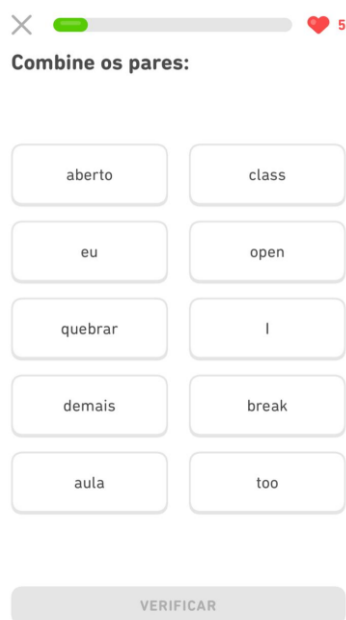 5
Combine os pares:
aberto class
eu open
quebrar I
demais break
aula too
VERIFICAR